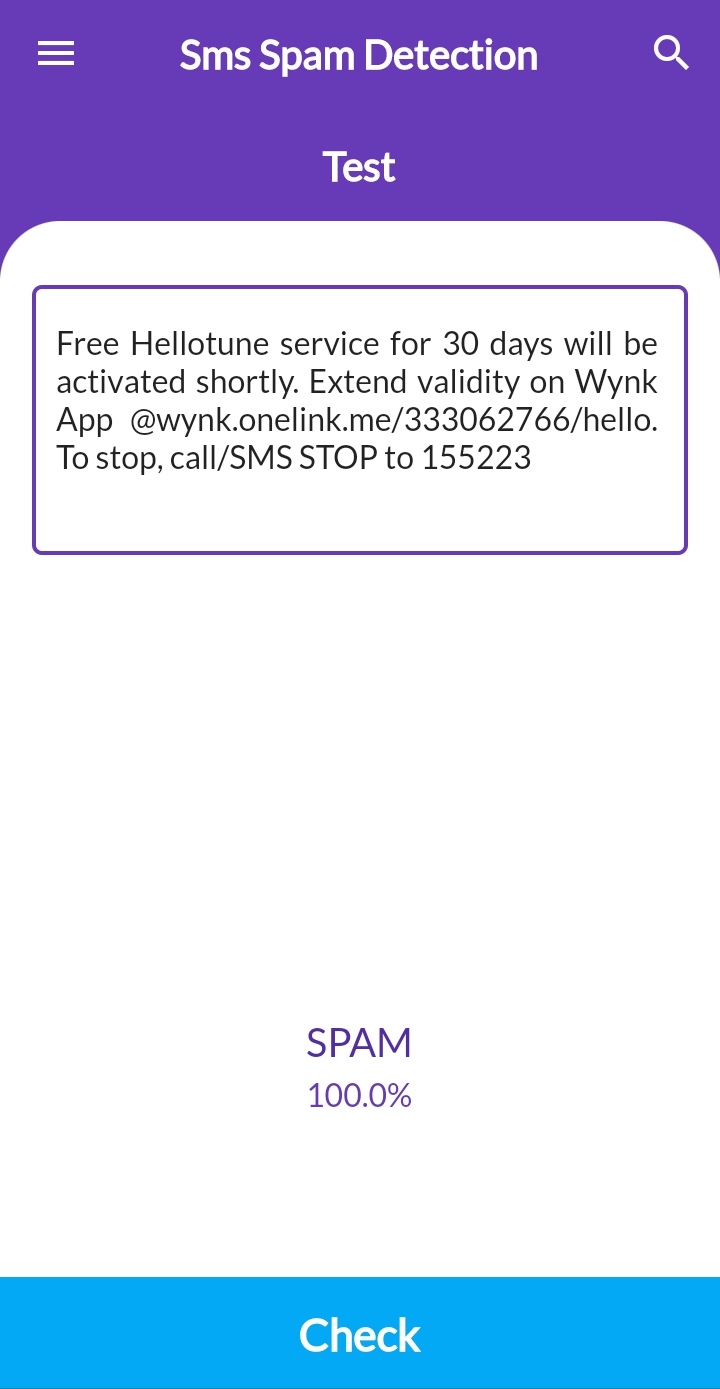 Sms Spam Detection
Test
Free Hellotune service for 30 days will be
activated shortly. Extend validity on Wynk
App @wynk.onelink.me/333062766/hello.
To stop, call/SMS STOP to 155223
SPAM
100.0%
Check